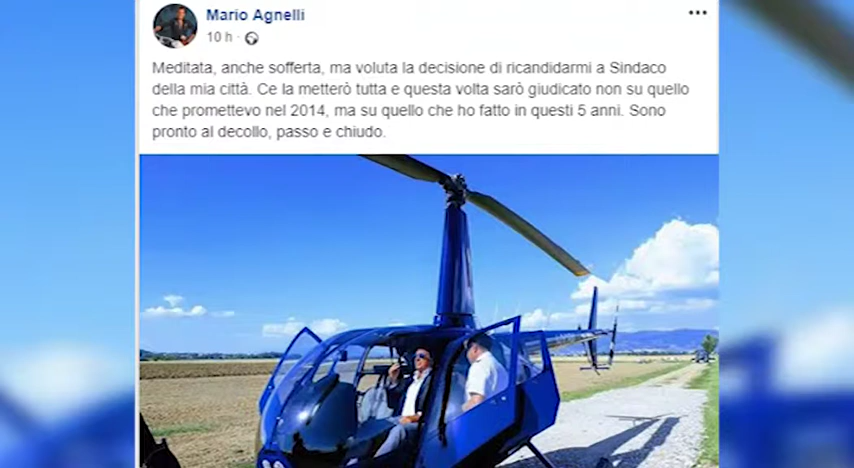 Mario Agnelli
10 h ·
Meditata, anche sofferta, ma voluta la decisione di ricandidarmi a Sindaco
della mia città. Ce la metterò tutta e questa volta sarò giudicato non su quello
che promettevo nel 2014, ma su quello che ho fatto in questi 5 anni. Sono
pronto al decollo, passo e chiudo.